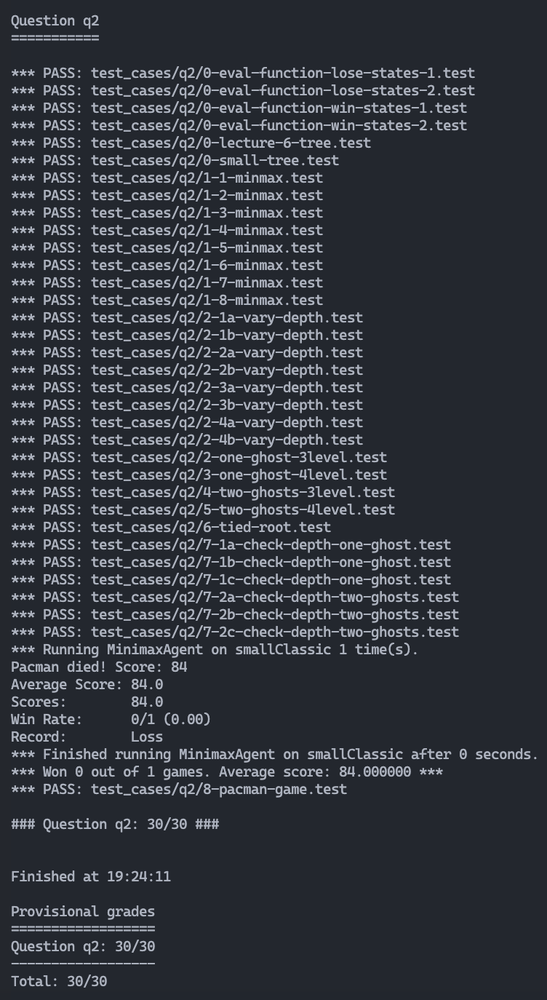 Question q2
===========
*** PASS: test_cases/q2/0-eval-function-lose-states-1.test
*** PASS: test_cases/q2/0-eval-function-lose-states-2.test
*** PASS: test_cases/q2/0-eval-function-win-states-1.test
*** PASS: test_cases/q2/0-eval-function-win-states-2.test
*** PASS: test_cases/q2/0-lecture-6-tree.test
*** PASS: test_cases/q2/0-small-tree.test
*** PASS: test_cases/q2/1-1-minmax.test
*** PASS: test_cases/q2/1-2-minmax.test
*** PASS: test_cases/q2/1-3-minmax.test
*** PASS: test_cases/q2/1-4-minmax.test
*** PASS: test_cases/q2/1-5-minmax.test
*** PASS: test_cases/q2/1-6-minmax.test
*** PASS: test_cases/q2/1-7-minmax.test
*** PASS: test_cases/q2/1-8-minmax.test
*** PASS: test_cases/q2/2-1a-vary-depth.test
*** PASS: test_cases/q2/2-1b-vary-depth.test
*** PASS: test_cases/q2/2-2a-vary-depth.test
*** PASS: test_cases/q2/2-2b-vary-depth.test
*** PASS: test_cases/q2/2-3a-vary-depth.test
*** PASS: test_cases/q2/2-3b-vary-depth.test
*** PASS: test_cases/q2/2-4a-vary-depth.test
*** PASS: test_cases/q2/2-4b-vary-depth.test
*** PASS: test_cases/q2/2-one-ghost-3level.test
*** PASS: test_cases/q2/3-one-ghost-4level.test
*** PASS: test_cases/q2/4-two-ghosts-3level.test
*** PASS: test_cases/q2/5-two-ghosts-4level.test
*** PASS: test_cases/q2/6-tied-root.test
*** PASS: test_cases/q2/7-1a-check-depth-one-ghost.test
*** PASS: test_cases/q2/7-1b-check-depth-one-ghost.test
*** PASS: test_cases/q2/7-1c-check-depth-one-ghost.test
*** PASS: test_cases/q2/7-2a-check-depth-two-ghosts.test
*** PASS: test_cases/q2/7-2b-check-depth-two-ghosts.test
*** PASS: test_cases/q2/7-2c-check-depth-two-ghosts.test
*** Running MinimaxAgent on smallClassic 1 time(s).
Pacman died! Score: 84
Average Score: 84.0
Scores:        84.0
Win Rate:      0/1 (0.00)
Record:        Loss
*** Finished running MinimaxAgent on smallClassic after 0 seconds.
*** Won 0 out of 1 games. Average score: 84.000000 ***
*** PASS: test_cases/q2/8-pacman-game.test
### Question q2: 30/30 ###
Finished at 19:24:11
Provisional grades
==================
Question q2: 30/30
------------------
Total: 30/30